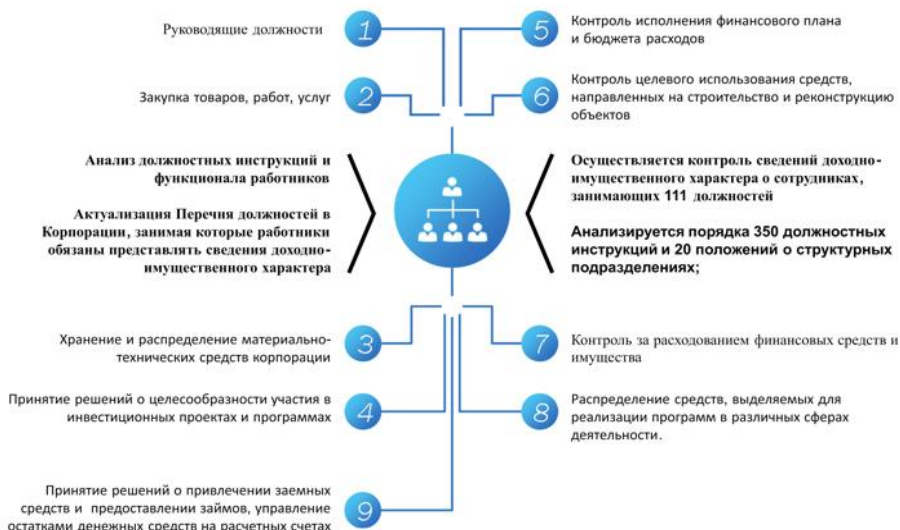 Руководящие должности
1
Закупка товаров, работ, услуг
2
5
Контроль исполнения финансового плана
и бюджета расходов
6
Контроль целевого использования средств,
направленных на строительство и реконструкцию
объектов
Анализ должностных инструкций и
функционала работников
Актуализация Перечня должностей в
Корпорации, занимая которые работники
обязаны представлять сведения доходно-
имущественного характера
Осуществляется контроль сведений доходно-
имущественного характера о сотрудниках,
занимающих 111 должностей
Анализируется порядка 350 должностных
инструкций и 20 положений о структурных
подразделениях;
Хранение и распределение материально-
технических средств корпорации
3
Принятие решений о целесообразности участия в
инвестиционных проектах и программах
4
7
Контроль за расходованием финансовых средств и
имущества
8
Распределение средств, выделяемых для
реализации программ в различных сферах
деятельности.
Принятие решений о привлечении заемных
средств и предоставлении займов, управление
остатками денежных средств на расчетных счетах
9